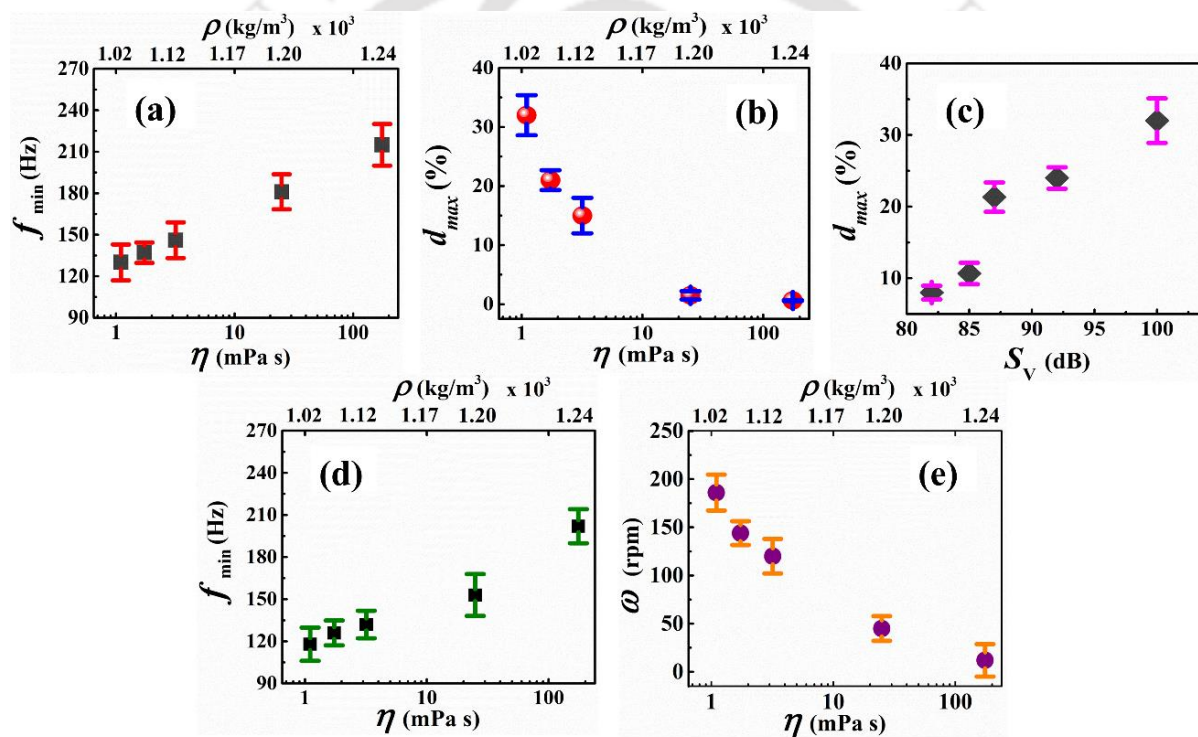 ρ (kg/m³) x 10³
1.02 1.12 1.17 1.20 1.24
270
240
210
180
150
120
90
f min (Hz)
(a)
1 10 100
η (mPa s)
ρ (kg/m³) x 10³
1.02 1.12 1.17 1.20 1.24
40
30
20
10
0
d max (%)
(b)
1 10 100
η (mPa s)
40
30
20
10
d max (%)
(c)
80 85 90 95 100
S V (dB)
ρ (kg/m³) x 10³
1.02 1.12 1.17 1.20 1.24
270
240
210
180
150
120
90
f min (Hz)
(d)
1 10 100
η (mPa s)
ρ (kg/m³) x 10³
1.02 1.12 1.17 1.20 1.24
250
200
150
100
50
0
ω (rpm)
(e)
1 10 100
η (mPa s)